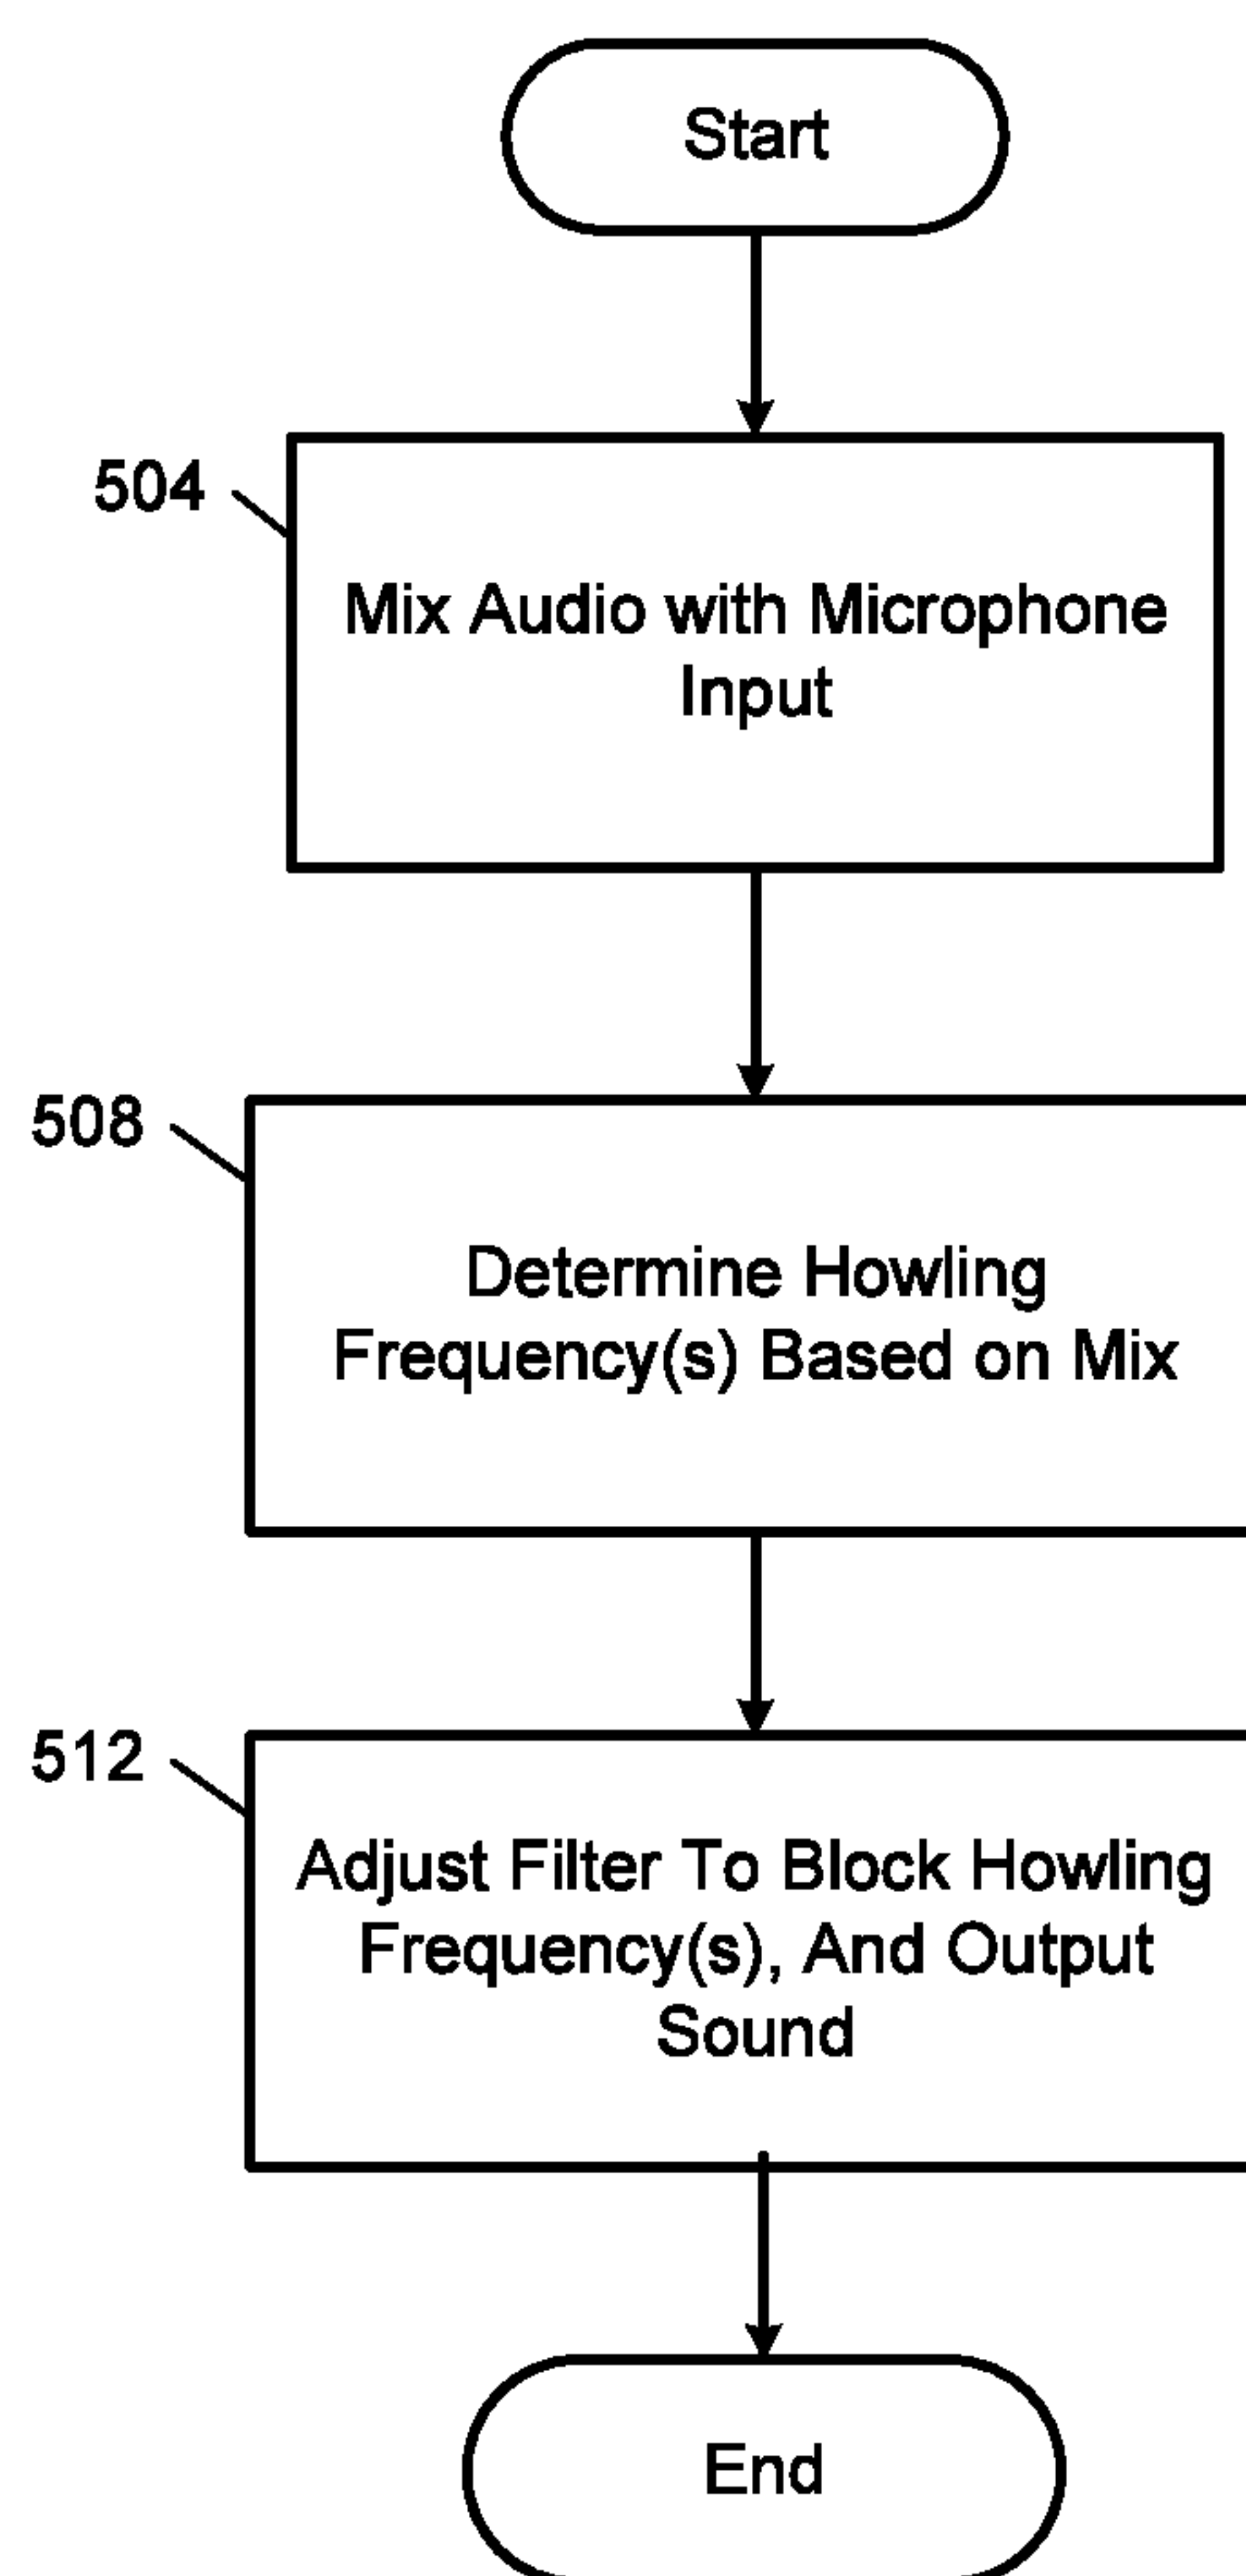 Start
504
Mix Audio with Microphone
Input
508
Determine Howling
Frequency(s) Based on Mix
512
Adjust Filter To Block Howling
Frequency(s), And Output
Sound
End